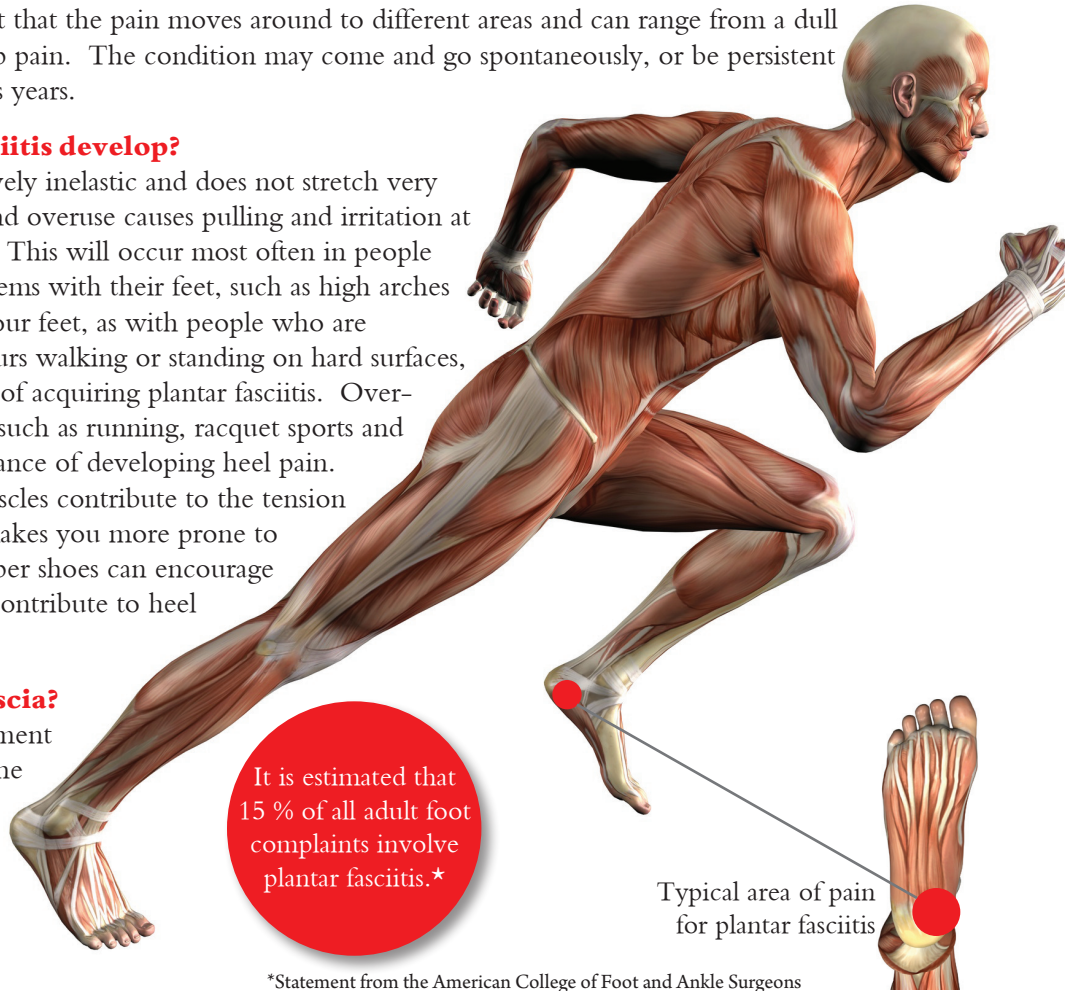 t that the pain moves around to different areas and can range from a dull
p pain. The condition may come and go spontaneously, or be persistent
s years.
iitis develop?
vely inelastic and does not stretch very
nd overuse causes pulling and irritation at
This will occur most often in people
ems with their feet, such as high arches
our feet, as with people who are
urs walking or standing on hard surfaces,
of acquiring plantar fasciitis. Over-
such as running, racquet sports and
ance of developing heel pain.
scles contribute to the tension
akes you more prone to
per shoes can encourage
ontribute to heel
scia?
ment
ne
It is estimated that
15 % of all adult foot
complaints involve
plantar fasciitis.*
Typical area of pain
for plantar fasciitis
*Statement from the American College of Foot and Ankle Surgeons